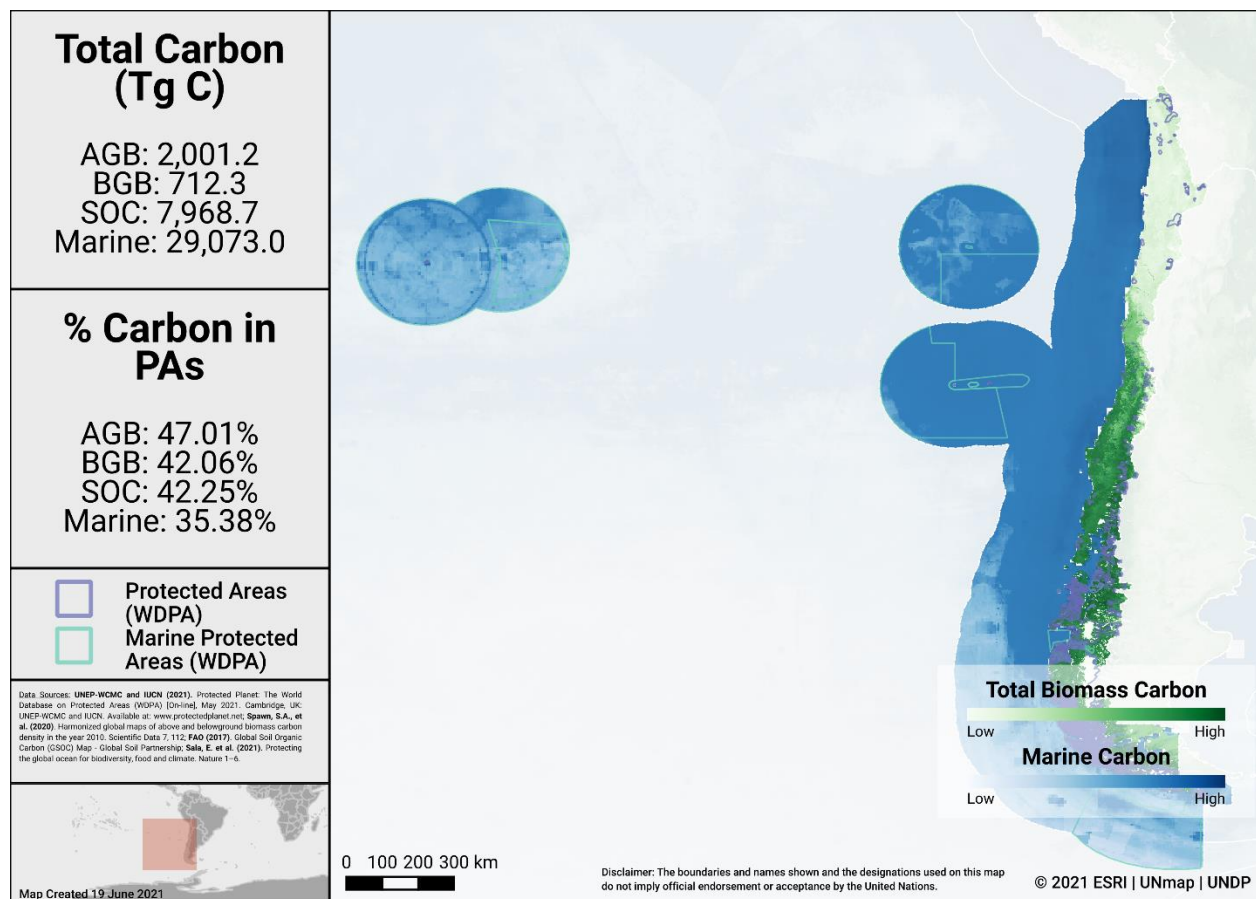 Total Carbon
(Tg C)
AGB: 2,001.2
BGB: 712.3
SOC: 7,968.7
Marine: 29,073.0
% Carbon in
PAs
AGB: 47.01%
BGB: 42.06%
SOC: 42.25%
Marine: 35.38%
Protected Areas
(WDPA)
Marine Protected
Areas (WDPA)
Data Sources: UNEP-WCMC and IUCN (2021). Protected Planet: The World
Database on Protected Areas (WDPA) [On-line], May 2021. Cambridge, UK:
UNEP-WCMC and IUCN. Available at: www.protectedplanet.net; Spawn, S.A., et
al. (2020). Harmonized global maps of above and belowground biomass carbon
density in the year 2010. Scientific Data 7, 112; FAO (2017). Global Soil Organic
Carbon (GSOC) Map - Global Soil Partnership; Sala, E. et al. (2021). Protecting
the global ocean for biodiversity, food and climate. Nature 1–6.
Map Created 19 June 2021
Total Biomass Carbon
Low High
Marine Carbon
Low High
0 100 200 300 km
Disclaimer: The boundaries and names shown and the designations used on this map
do not imply official endorsement or acceptance by the United Nations.
© 2021 ESRI | UNmap | UNDP